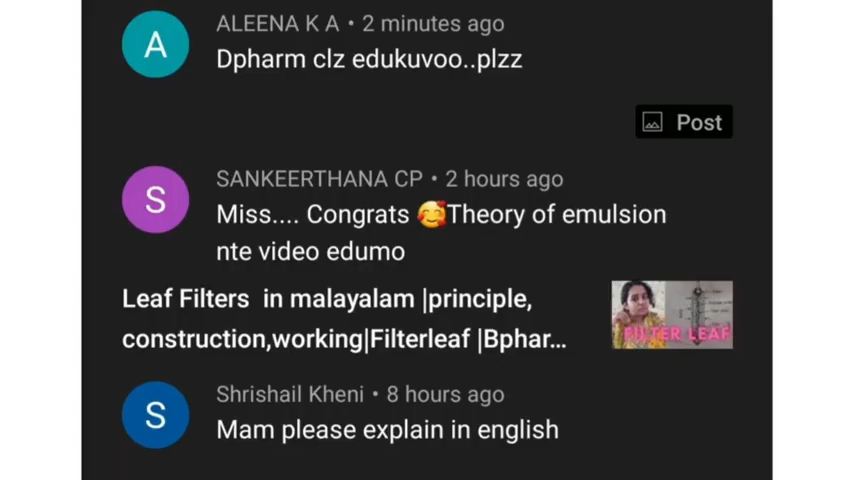 A
ALEENA K A • 2 minutes ago
Dpharm clz edukuvoo..plzz
Post
S
SANKEERTHANA CP • 2 hours ago
Miss.... Congrats 🥰Theory of emulsion
nte video edumo
Leaf Filters in malayalam |principle,
construction,working|Filterleaf |Bphar...
FILTER LEAF
S
Shrishail Kheni • 8 hours ago
Mam please explain in english